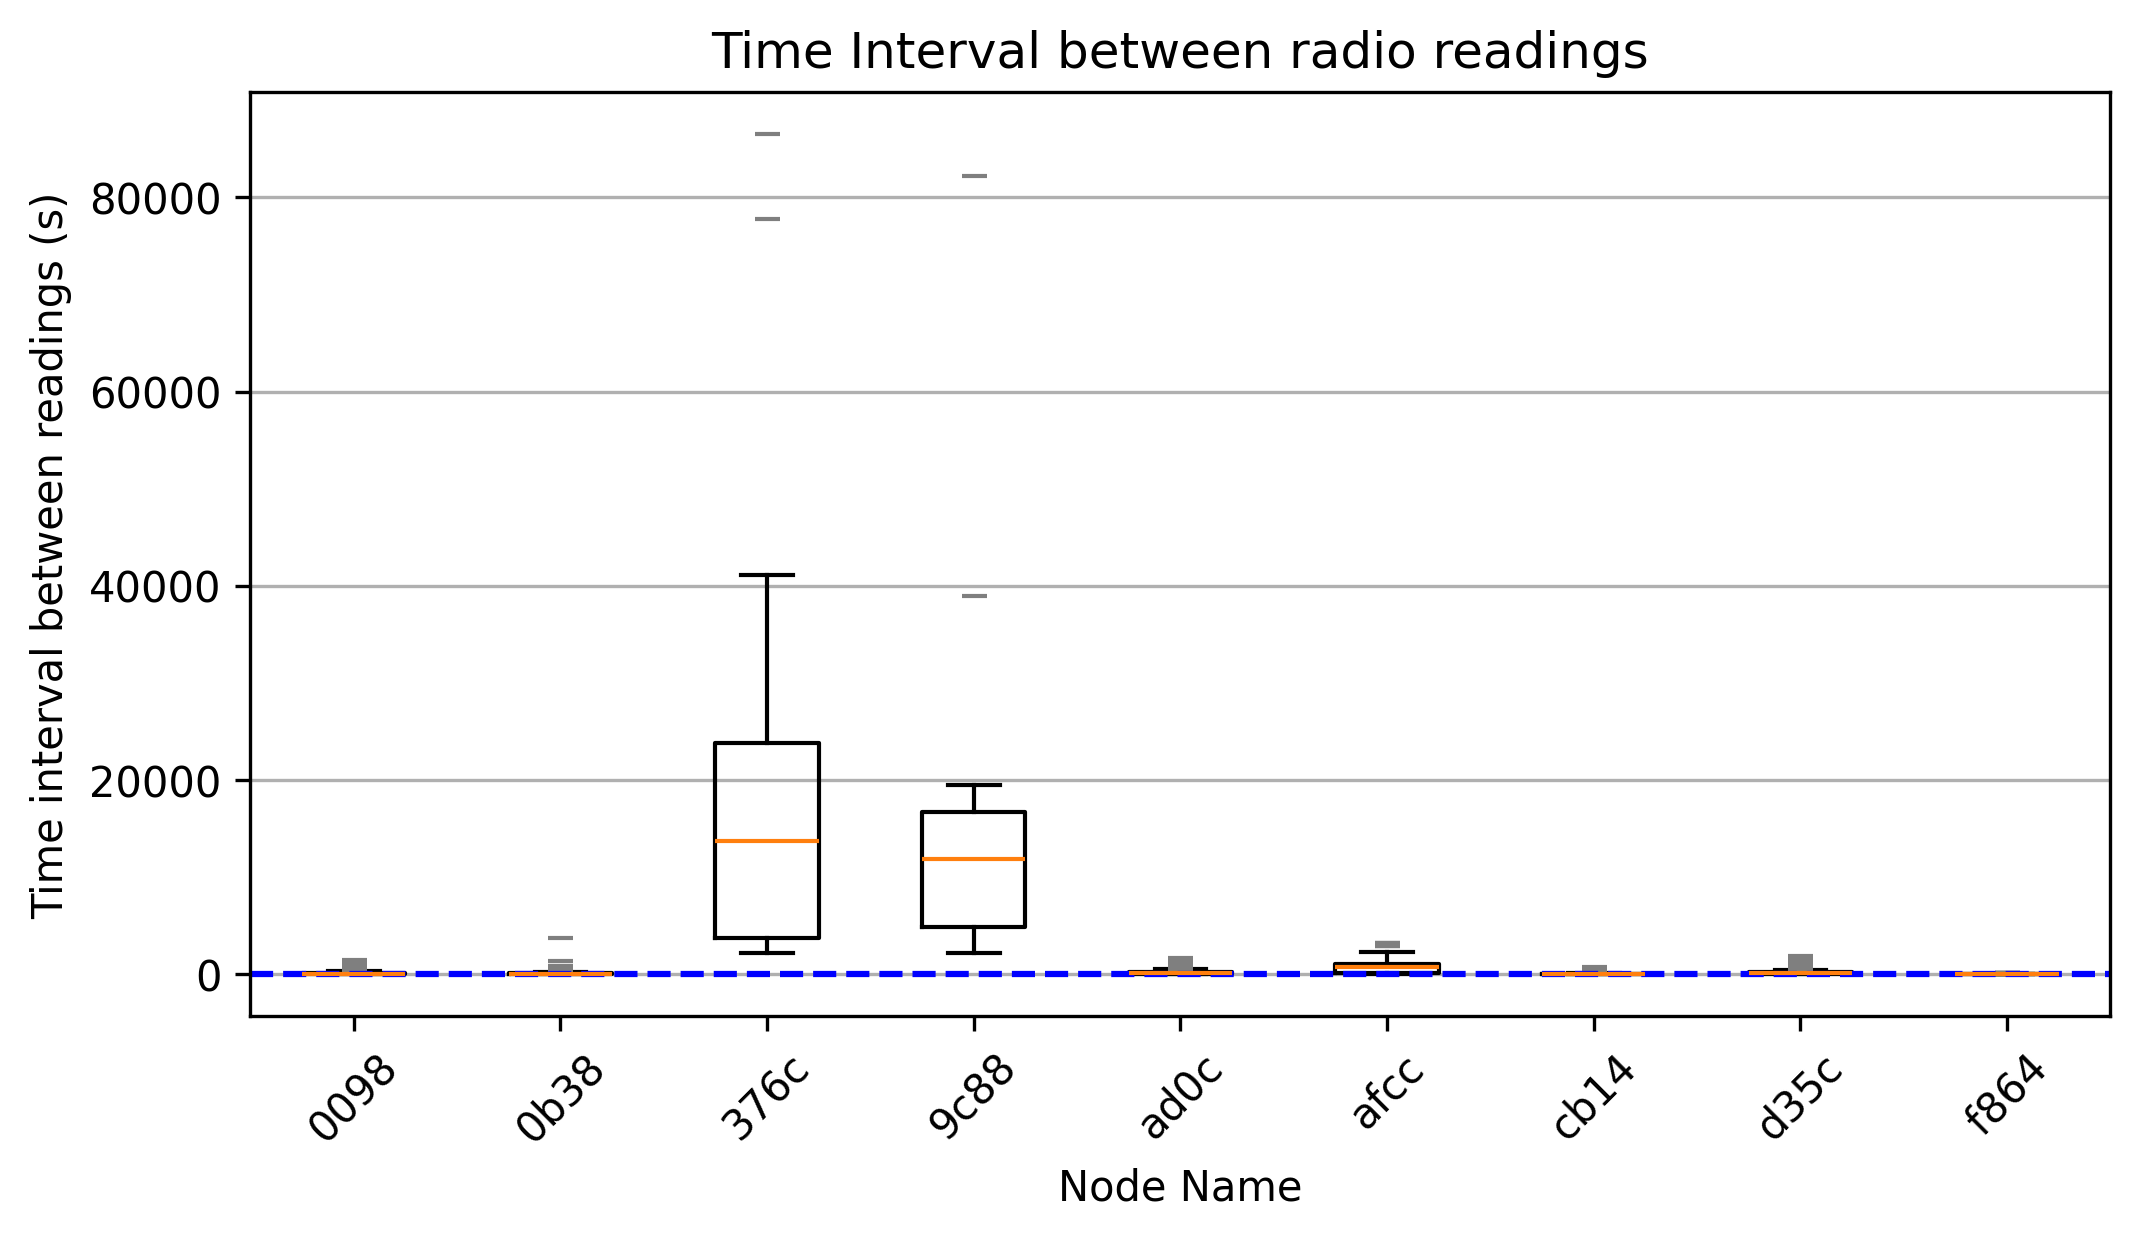 Time Interval between radio readings
Time interval between readings (s)
80000
60000
40000
20000
0
0098
0b38
376c
9c88
ad0c
afcc
cb14
d35c
f864
Node Name